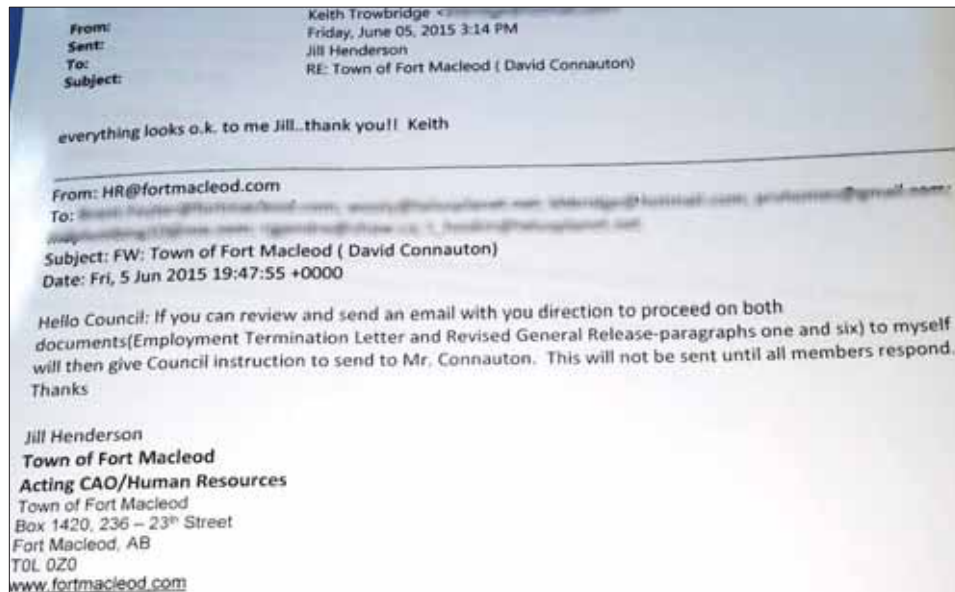 From: Keith Trowbridge
Sent: Friday, June 05, 2015 3:14 PM
To: Jill Henderson
Subject: RE: Town of Fort Macleod ( David Connauton)
everything looks o.k. to me Jill..thank you!! Keith
From: HR@fortmacleod.com
To:
Subject: FW: Town of Fort Macleod ( David Connauton)
Date: Fri, 5 Jun 2015 19:47:55 +0000
Hello Council: If you can review and send an email with you direction to proceed on both
documents(Employment Termination Letter and Revised General Release-paragraphs one and six) to myself
will then give Council instruction to send to Mr. Connauton. This will not be sent until all members respond.
Thanks
Jill Henderson
Town of Fort Macleod
Acting CAO/Human Resources
Town of Fort Macleod
Box 1420, 236 – 23th Street
Fort Macleod, AB
T0L 0Z0
www.fortmacleod.com